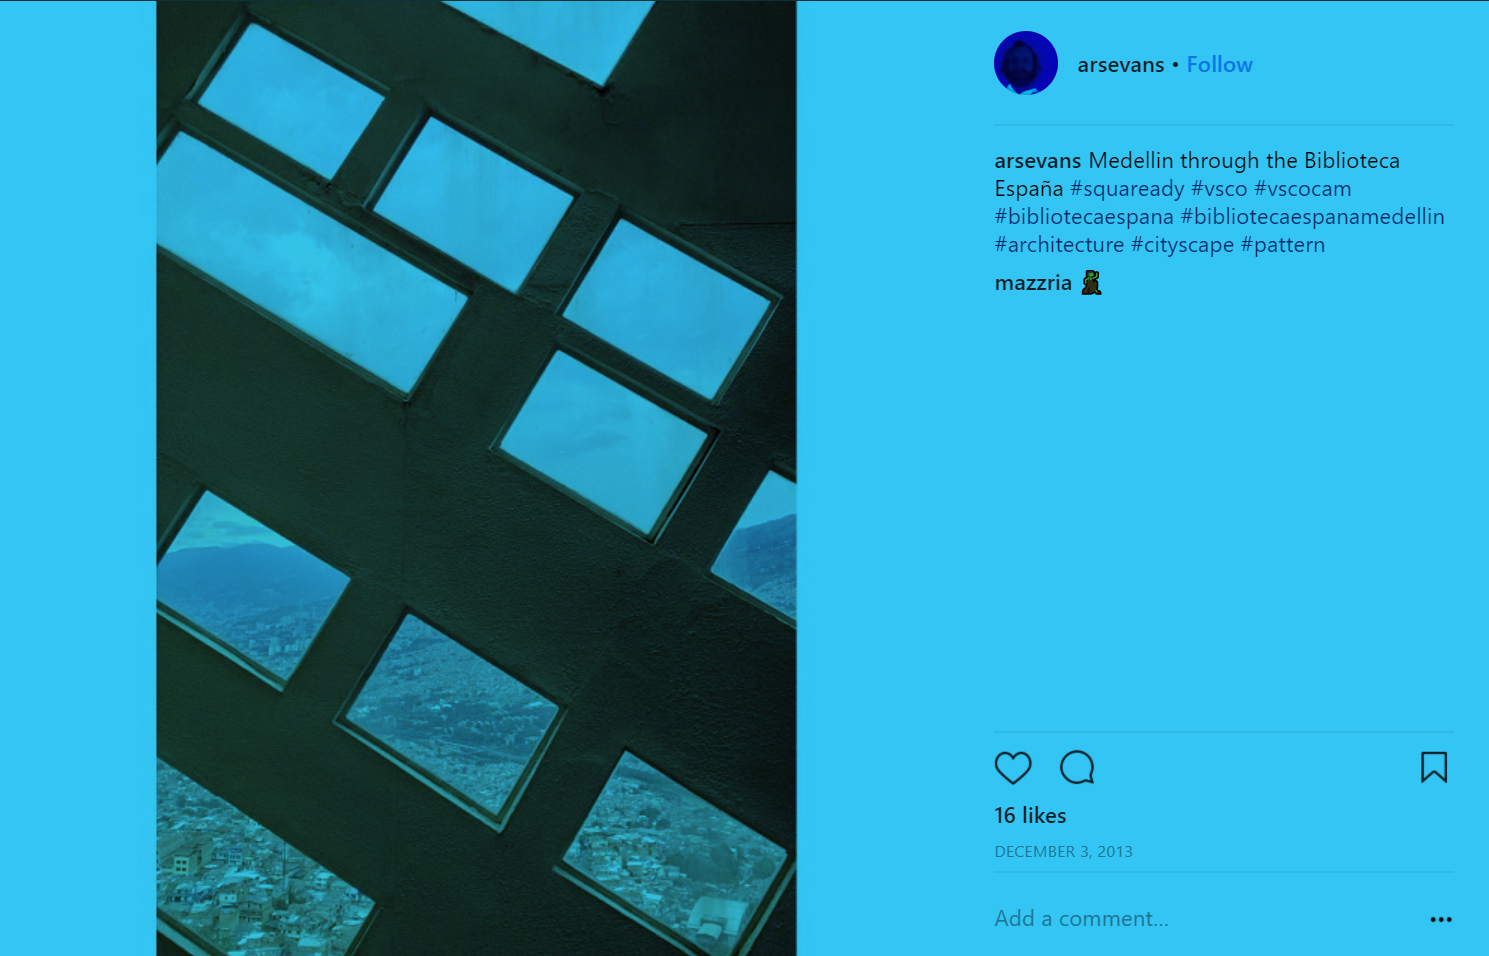 arsevans • Follow
arsevans Medellin through the Biblioteca
España #squaready #vsco #vscocam
#bibliotecaespana #bibliotecaespanamedellin
#architecture #cityscape #pattern
mazzria
16 likes
DECEMBER 3, 2013
Add a comment...